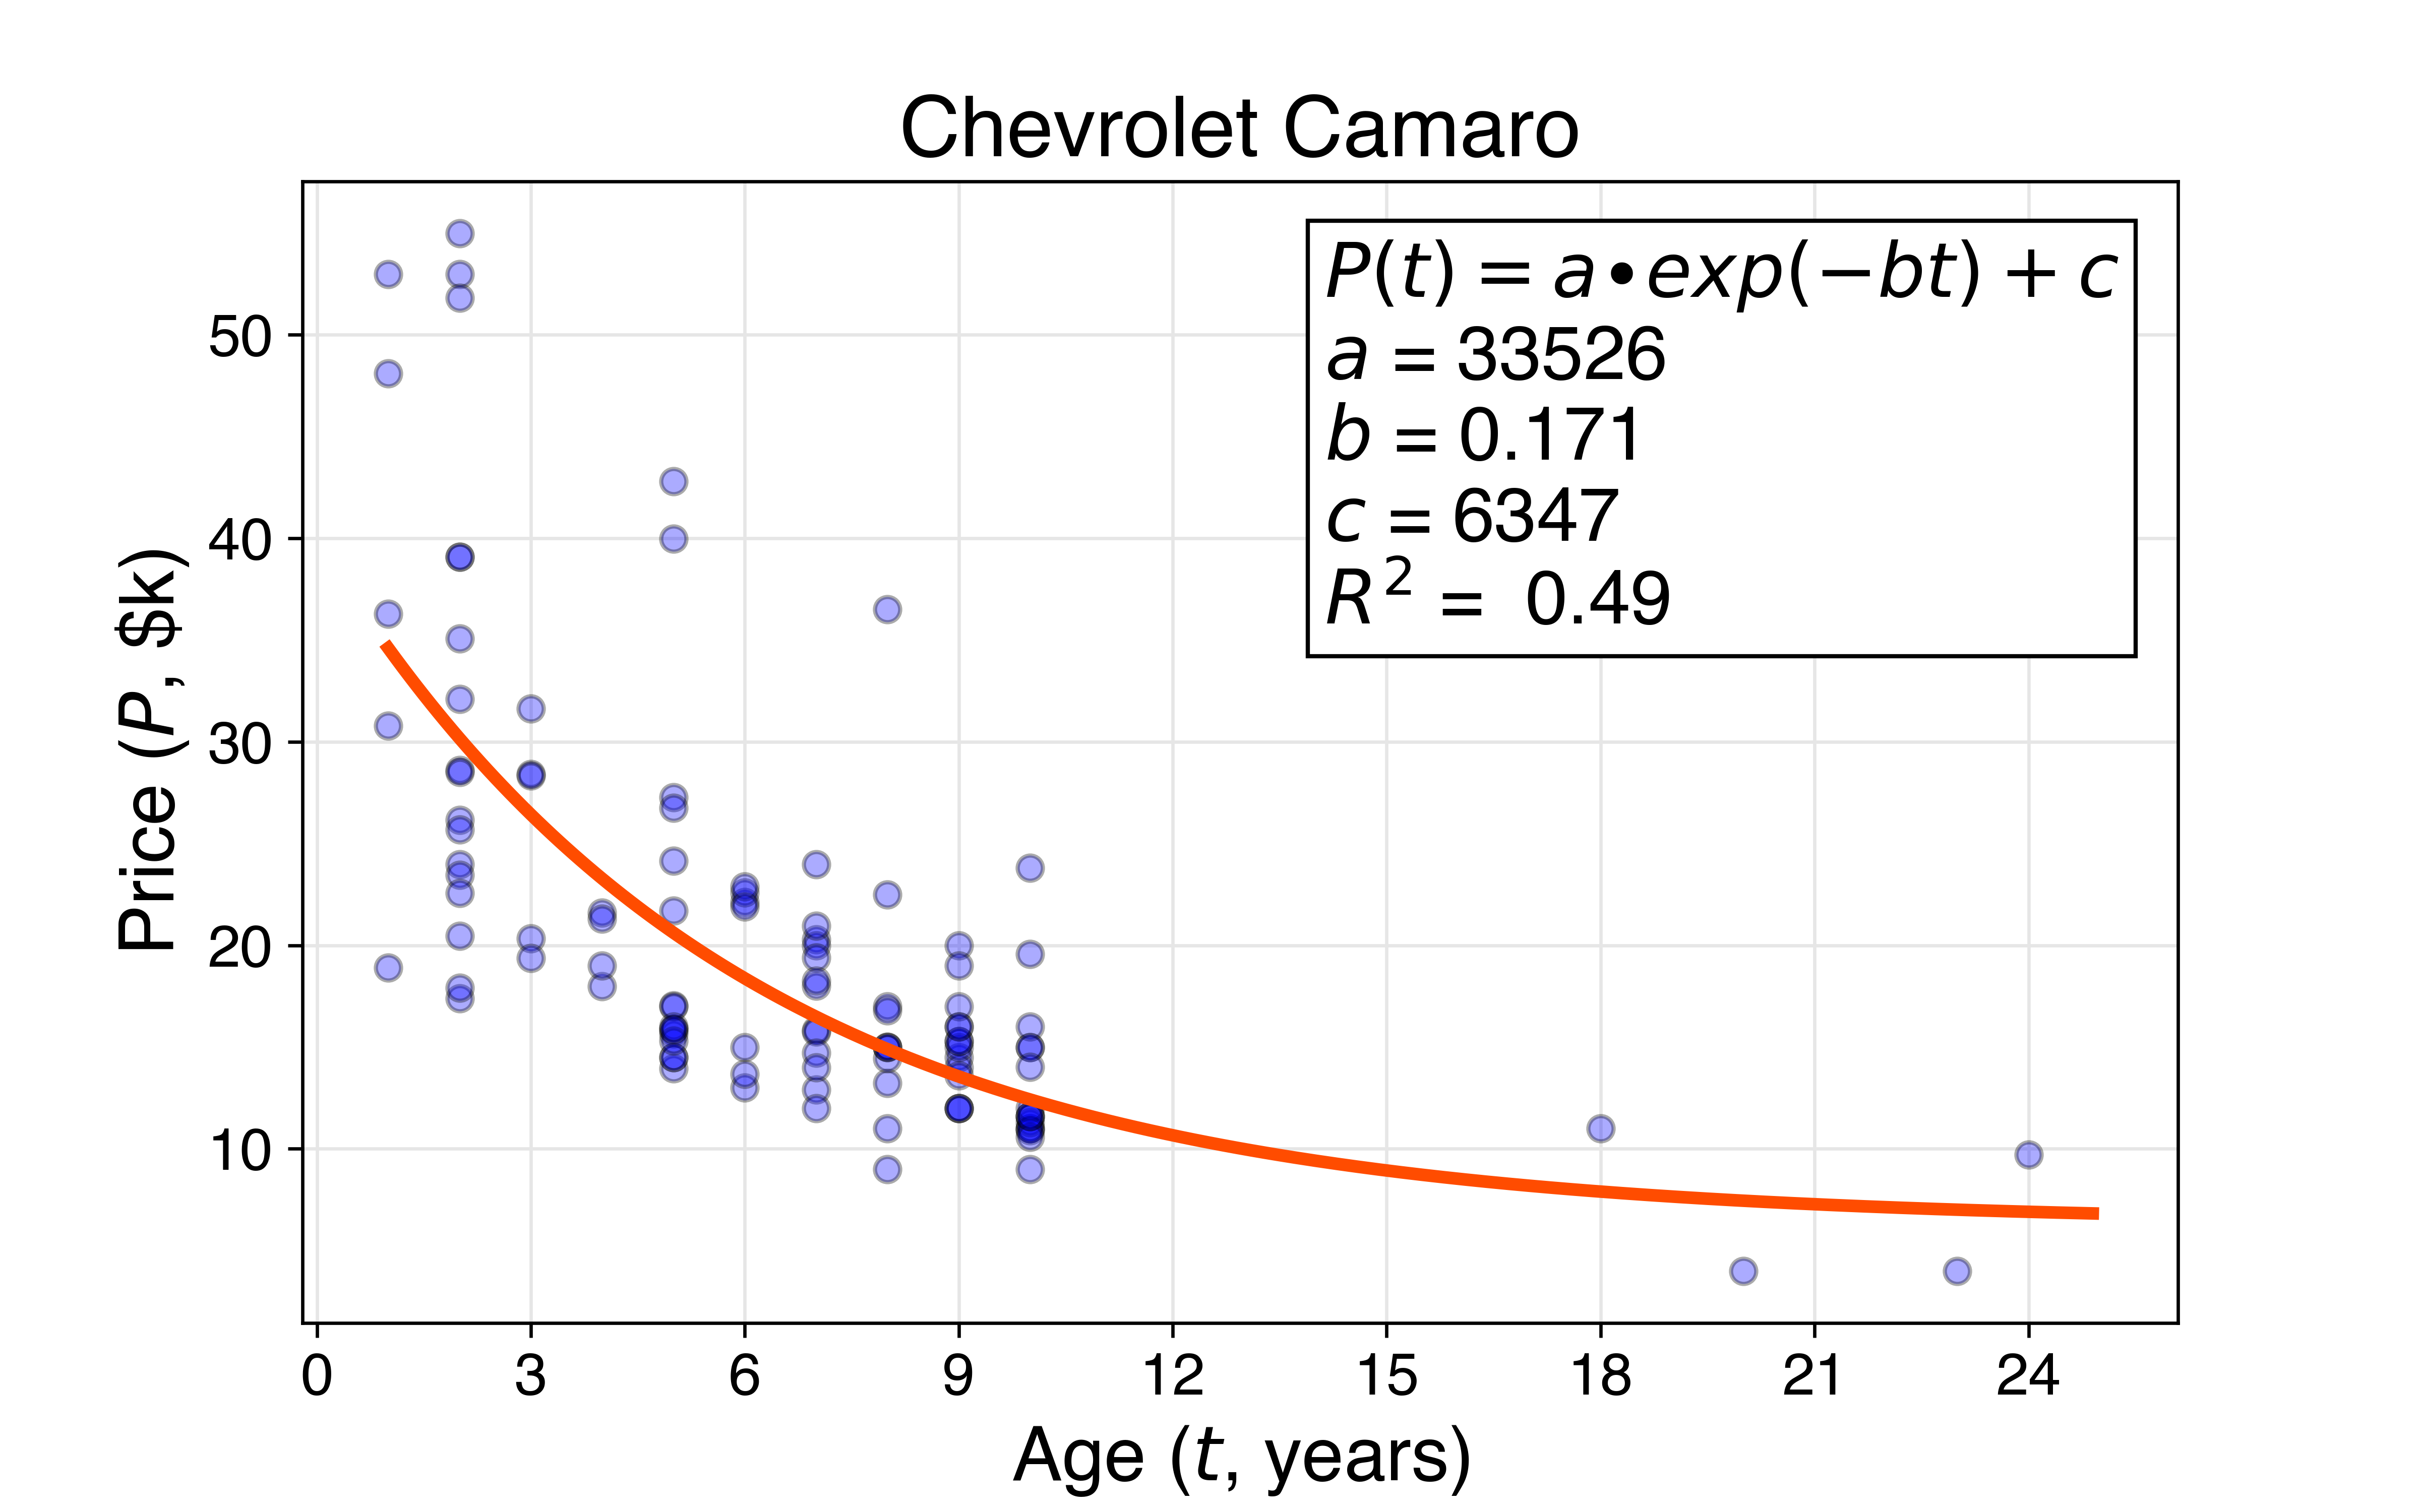 Chevrolet Camaro
P(t) = a•exp(−bt) + c
a = 33526
b = 0.171
c = 6347
R² = 0.49
Price (P, $k)
50
40
30
20
10
0 3 6 9 12 15 18 21 24
Age (t, years)